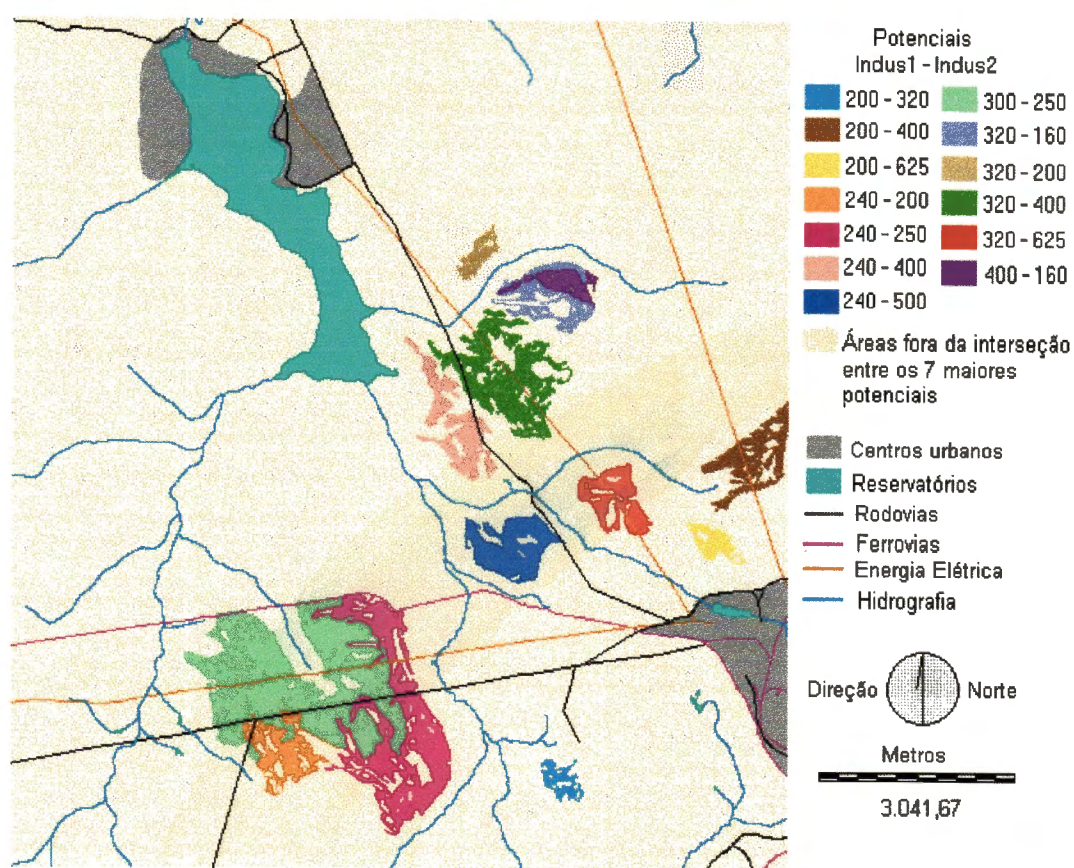 Potenciais
Indus1 - Indus2
200 - 320
200 - 400
200 - 625
240 - 200
240 - 250
240 - 400
240 - 500
300 - 250
320 - 160
320 - 200
320 - 400
320 - 625
400 - 160
Áreas fora da interseção
entre os 7 maiores
potenciais
Centros urbanos
Reservatórios
Rodovias
Ferrovias
Energia Elétrica
Hidrografia
Direção Norte
Metros
3.041,67